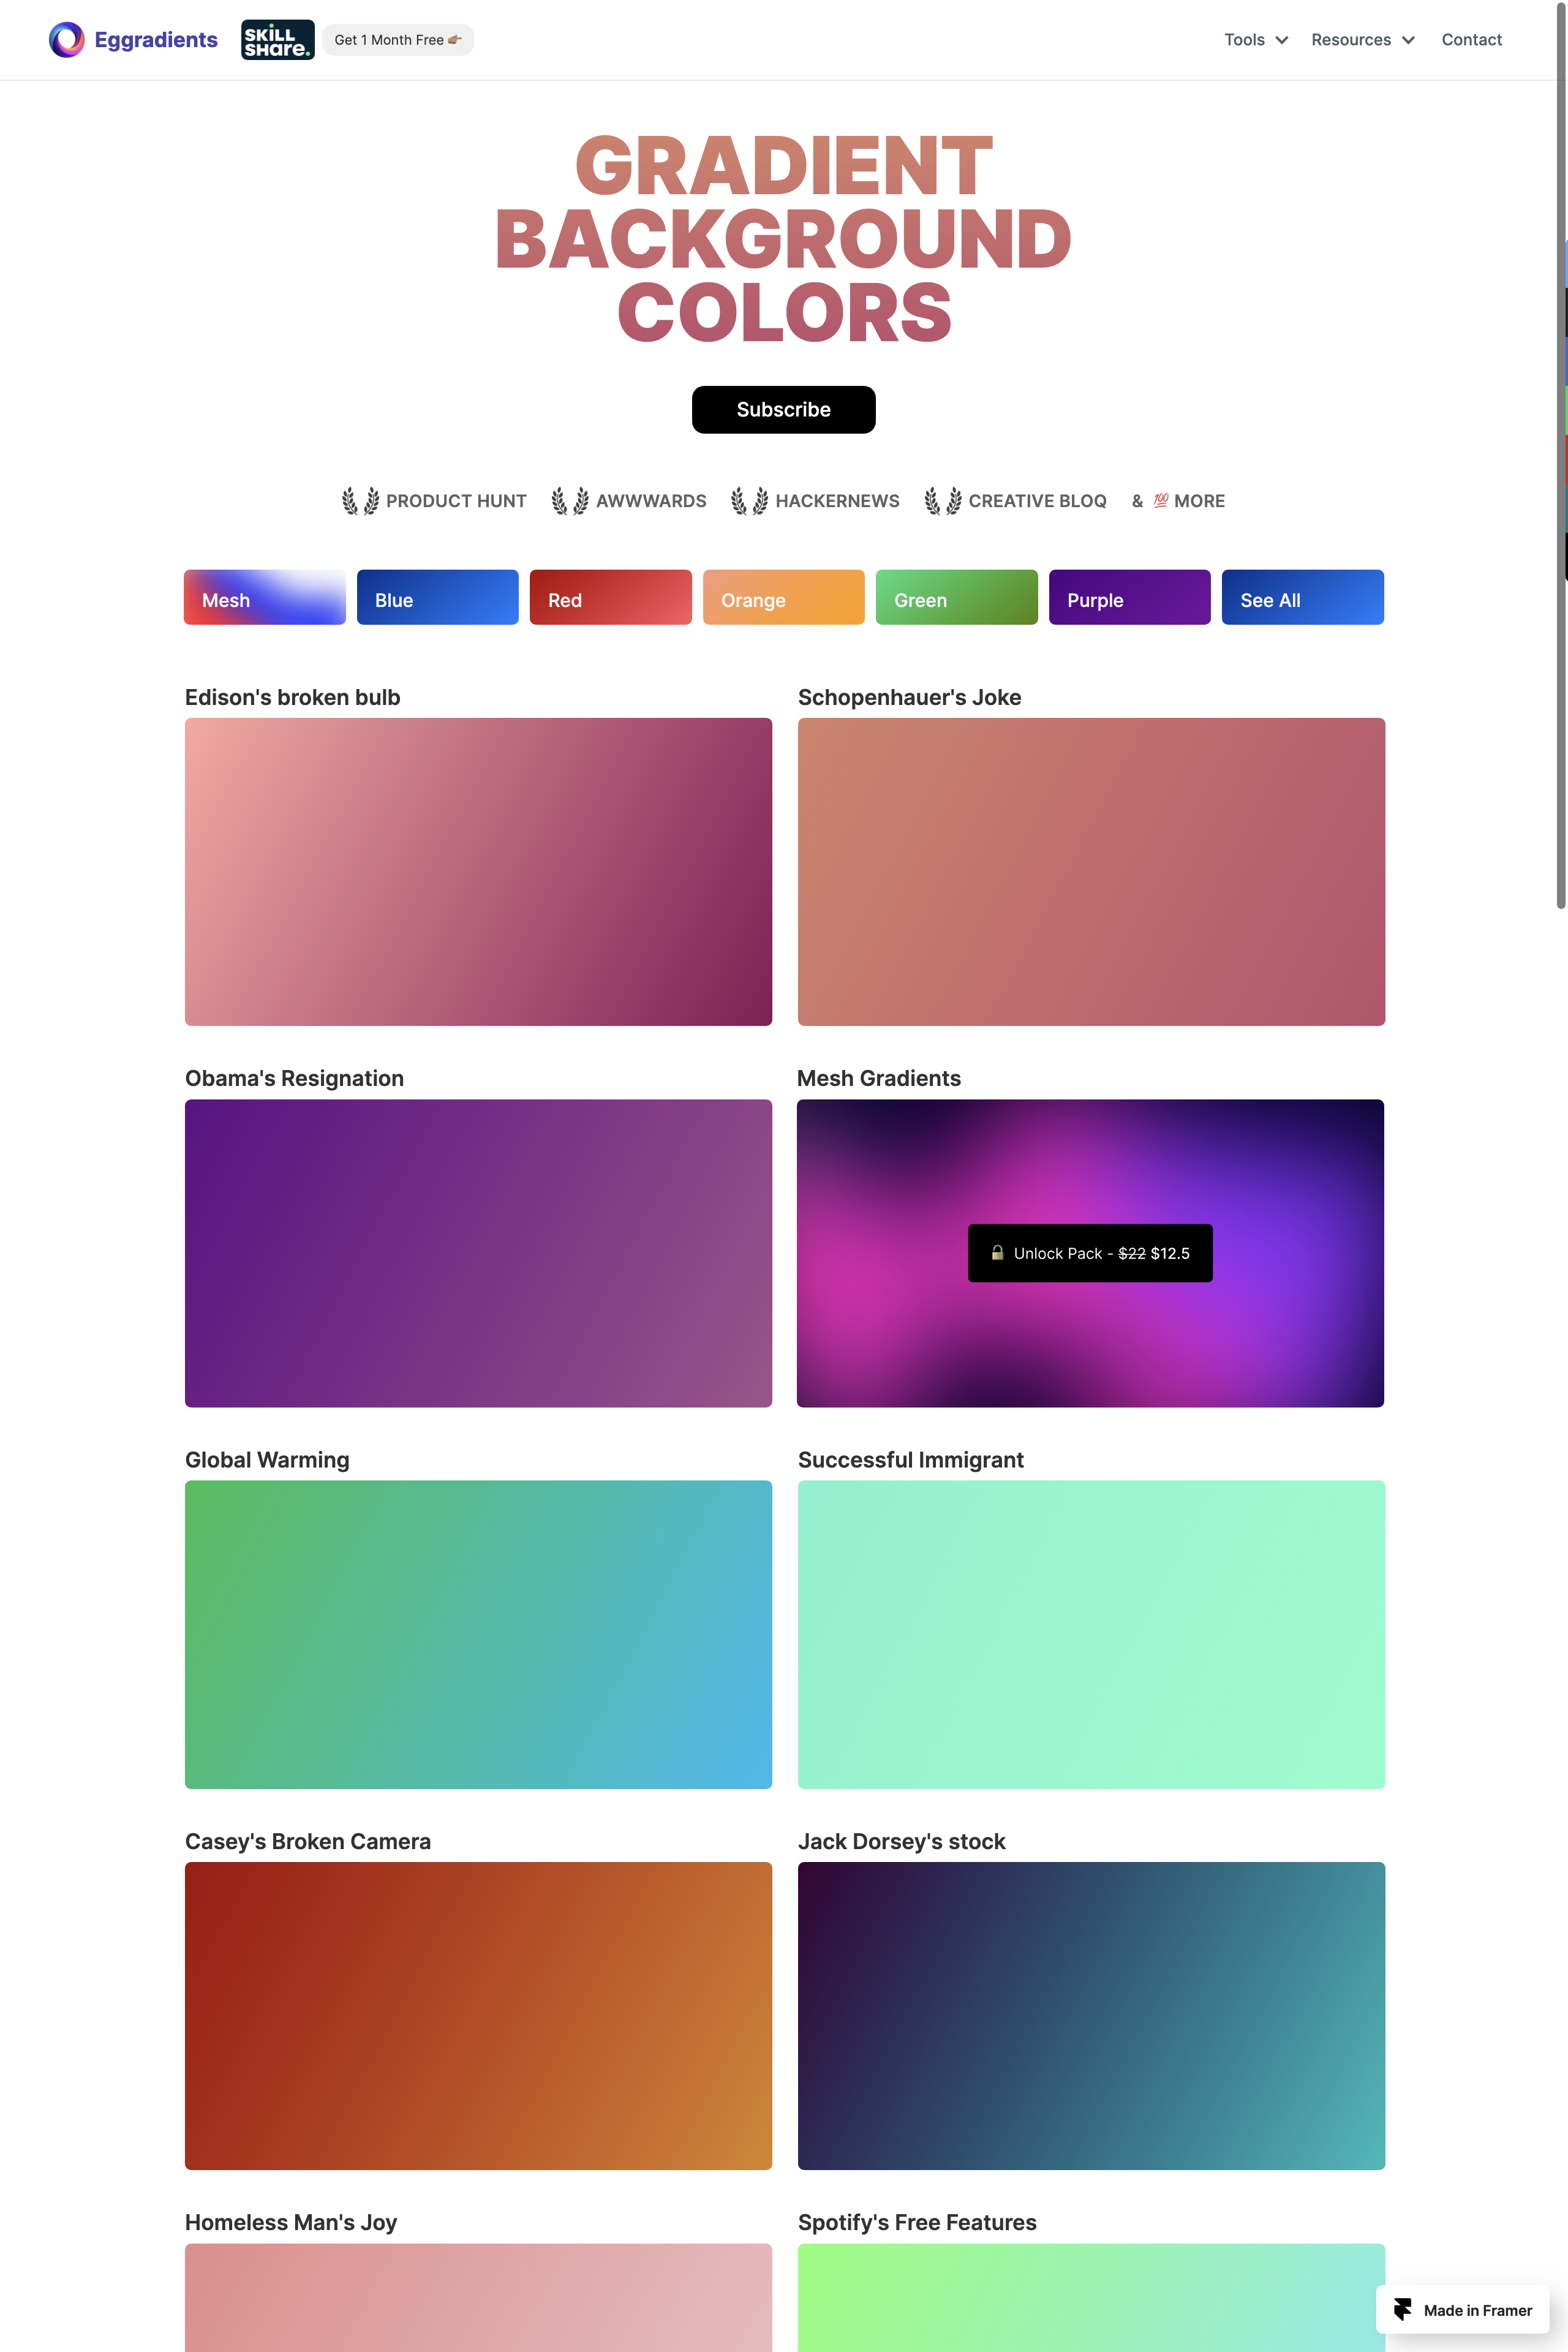 Eggradients
SKILL
SHare.
Get 1 Month Free
Tools
Resources
Contact
GRADIENT
BACKGROUND
COLORS
Subscribe
PRODUCT HUNT
AWWWARDS
HACKERNEWS
CREATIVE BLOQ
& 💯 MORE
Mesh
Blue
Red
Orange
Green
Purple
See All
Edison's broken bulb
Schopenhauer's Joke
Obama's Resignation
Mesh Gradients
Unlock Pack - $22 $12.5
Global Warming
Successful Immigrant
Casey's Broken Camera
Jack Dorsey's stock
Homeless Man's Joy
Spotify's Free Features
Made in Framer